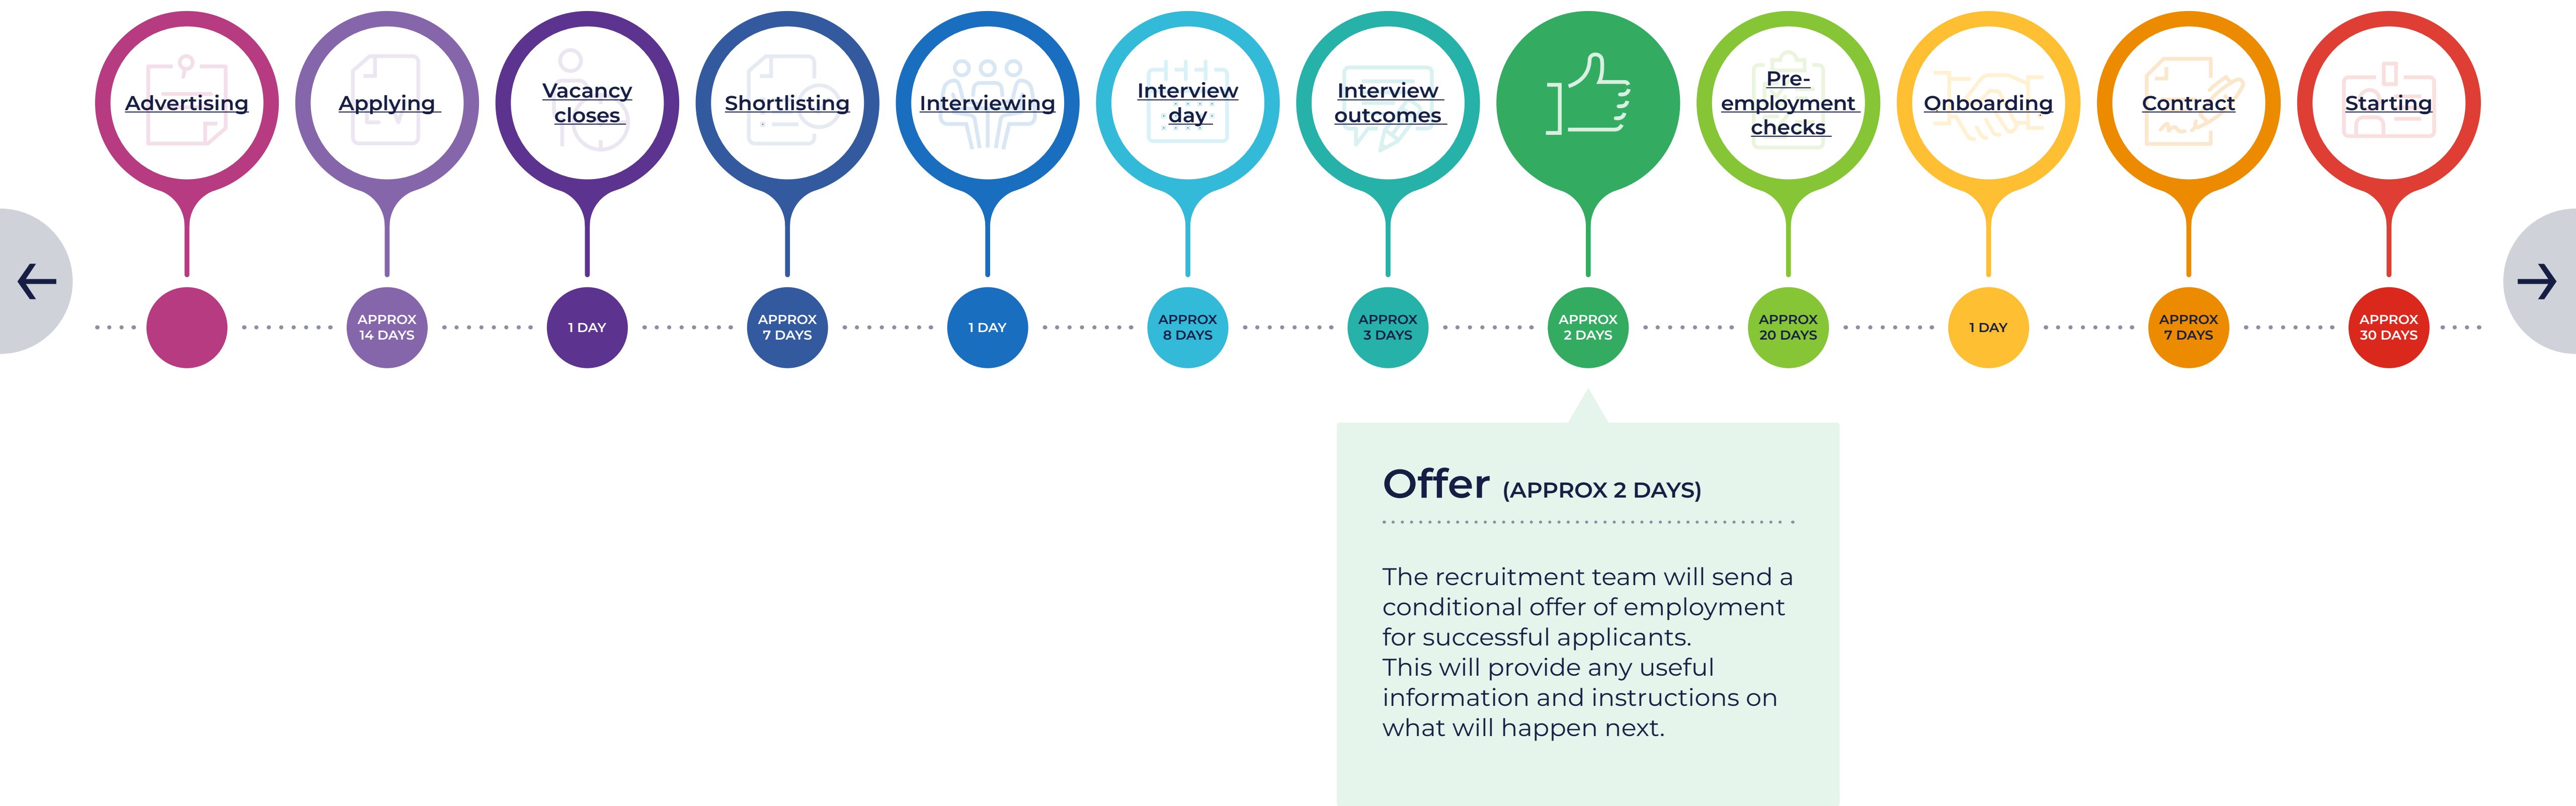 Advertising
Applying
Vacancy
closes
Shortlisting
Interviewing
Interview
day
Interview
outcomes
Pre-
employment
checks
Onboarding
Contract
Starting
APPROX
14 DAYS
1 DAY
APPROX
7 DAYS
1 DAY
APPROX
8 DAYS
APPROX
3 DAYS
APPROX
2 DAYS
APPROX
20 DAYS
1 DAY
APPROX
7 DAYS
APPROX
30 DAYS
Offer (APPROX 2 DAYS)
The recruitment team will send a
conditional offer of employment
for successful applicants.
This will provide any useful
information and instructions on
what will happen next.